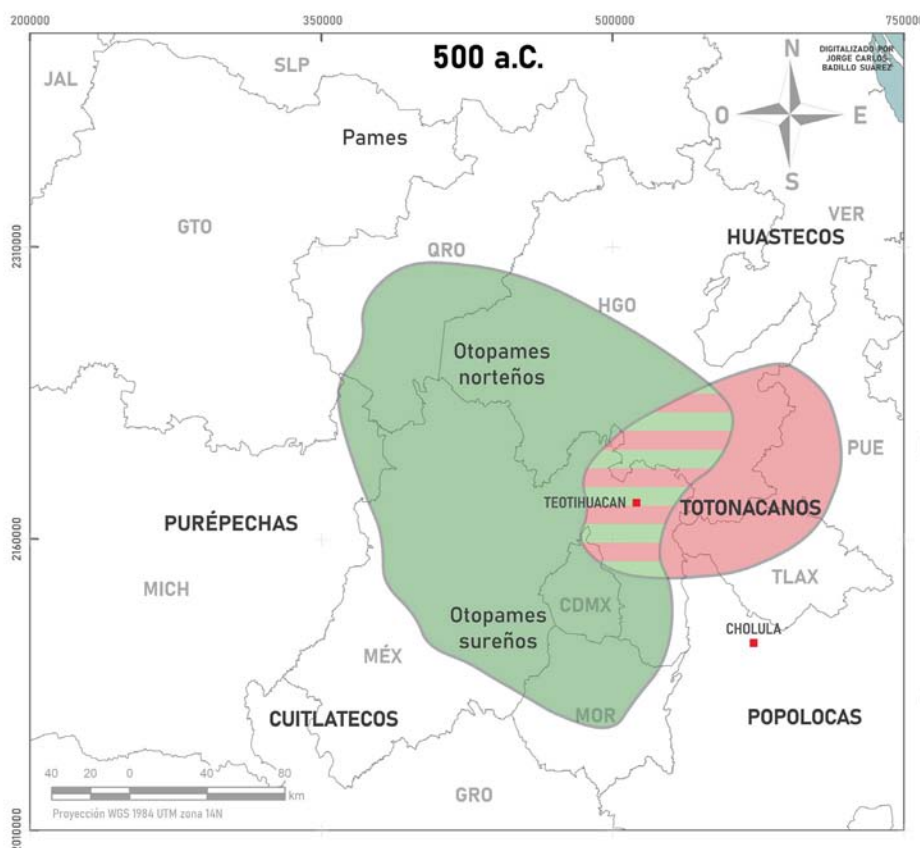 200000
350000
500000
750000
500 a.C.
DIGITALIZADO POR
JORGE CARLOS
BADILLO SUÁREZ
N
O
E
S
JAL
SLP
Pames
GTO
VER
HUASTECOS
2310000
QRO
HGO
Otopames
norteños
PUE
TEOTIHUACAN
TOTONACANOS
PURÉPECHAS
2160000
TLAX
MICH
CDMX
Otopames
sureños
CHOLULA
MÉX
CUITLATECOS
MOR
POPOLOCAS
40 20 0 40 80
km
GRO
Proyección WGS 1984 UTM zona 14N
2010000